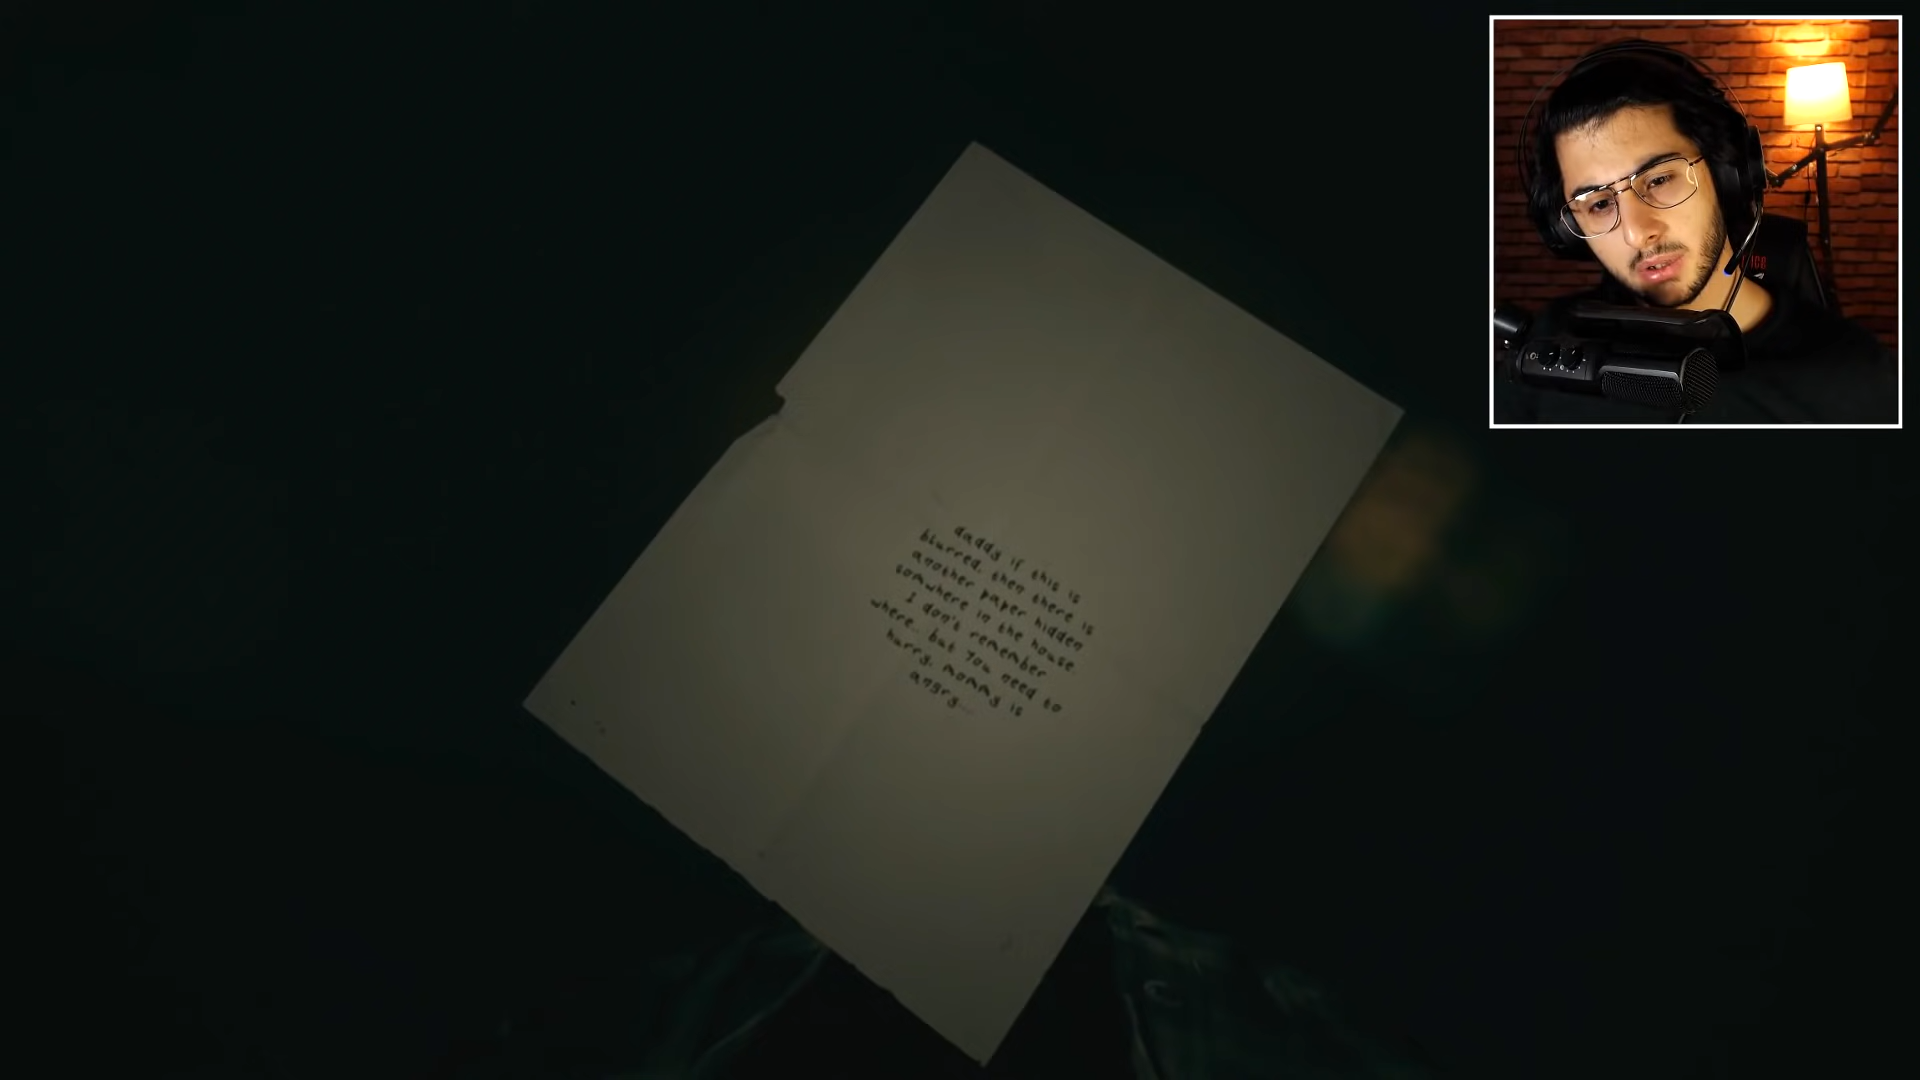 daddy if this is
blurred, then there is
another paper hidden
somwhere in the house.
I don't remember
where.. but You need to
hurry. mommy is
angry...